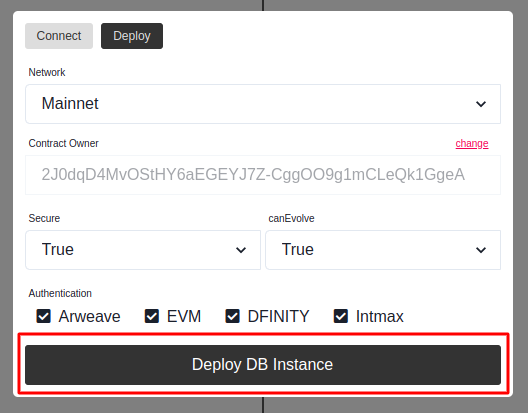 Connect Deploy
Network
Mainnet
Contract Owner change
2J0dqD4MvOStHY6aEGEYJ7Z-CggOO9g1mCLeQk1GgeA
Secure canEvolve
True True
Authentication
Arweave EVM DFINITY Intmax
Deploy DB Instance